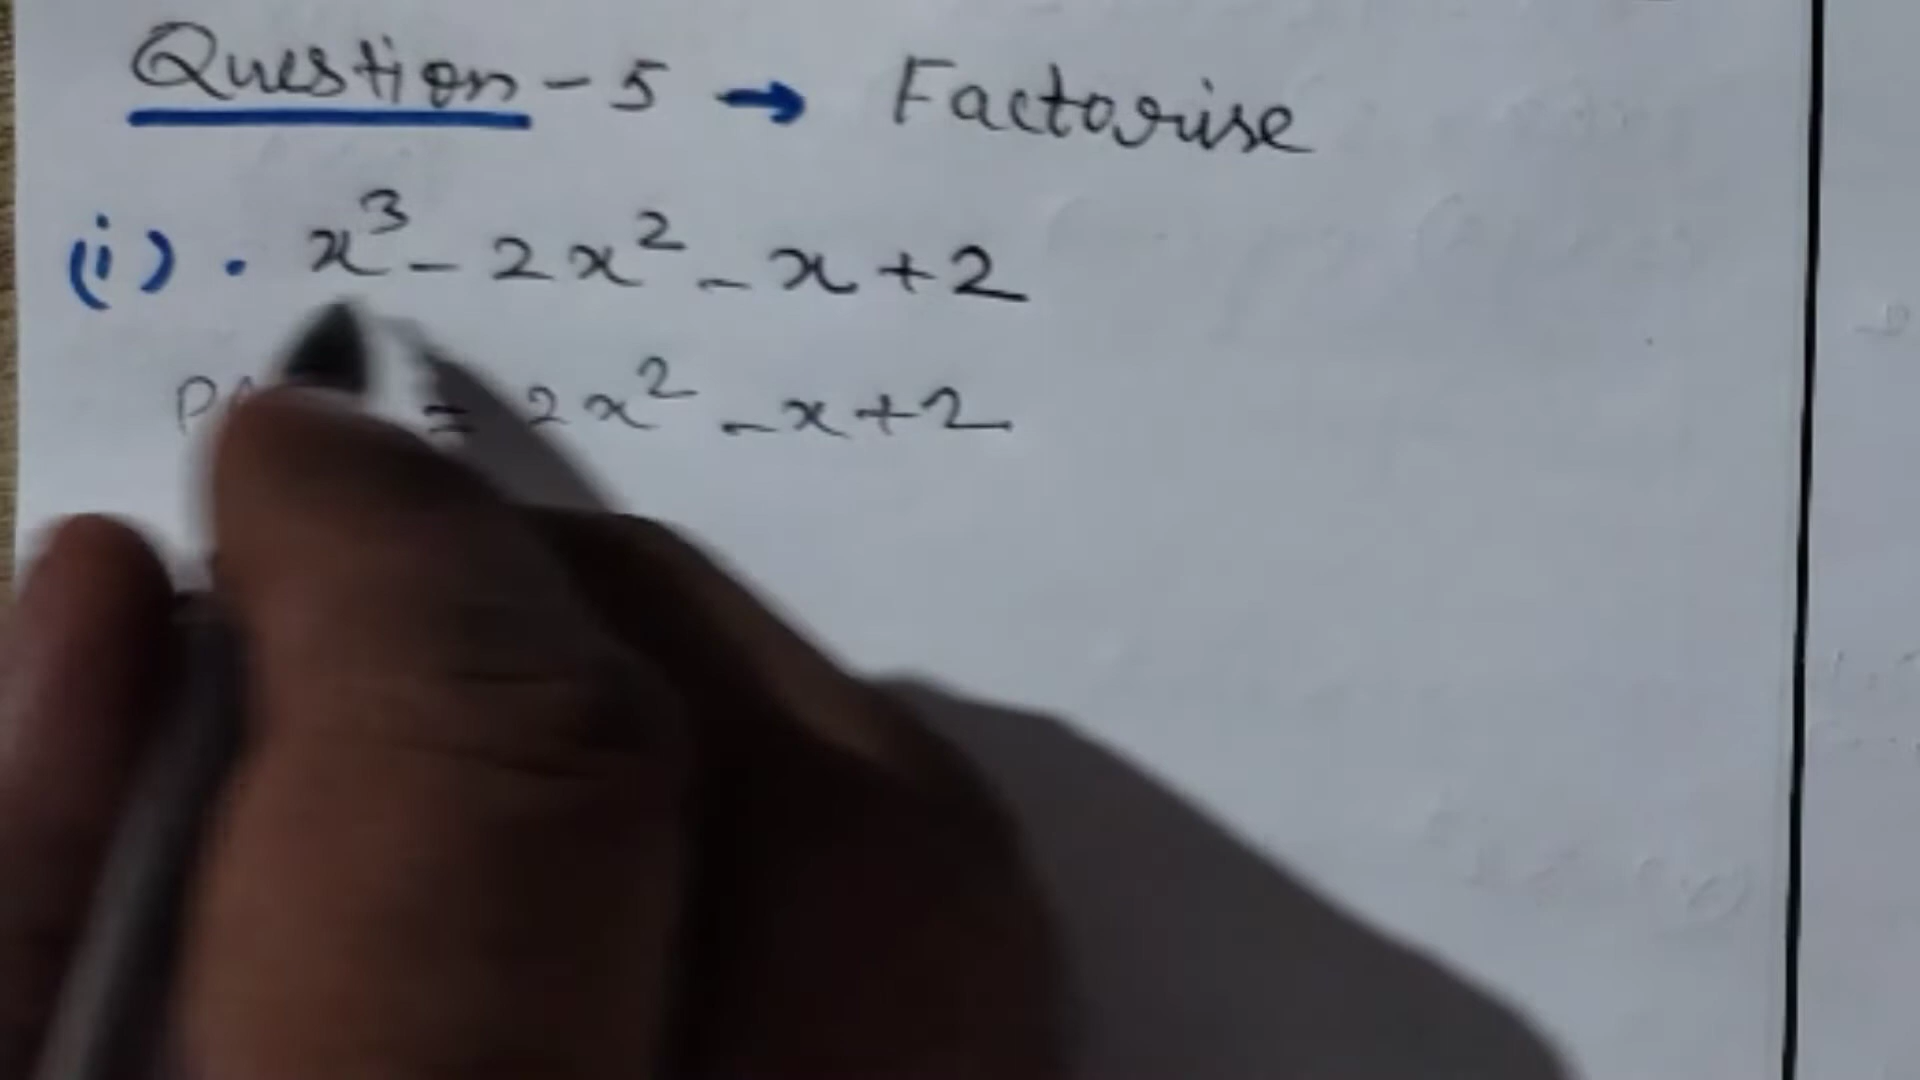 Question - 5 → Factorise
(i) . x³ - 2x² - x + 2
= 2x² - x + 2